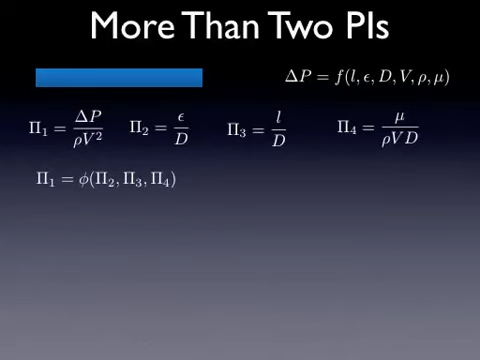 More Than Two PIs
ΔP = f(l, ϵ, D, V, ρ, μ)
Π₁ = ΔP / ρV² Π₂ = ϵ / D Π₃ = l / D Π₄ = μ / ρVD
Π₁ = ϕ(Π₂, Π₃, Π₄)